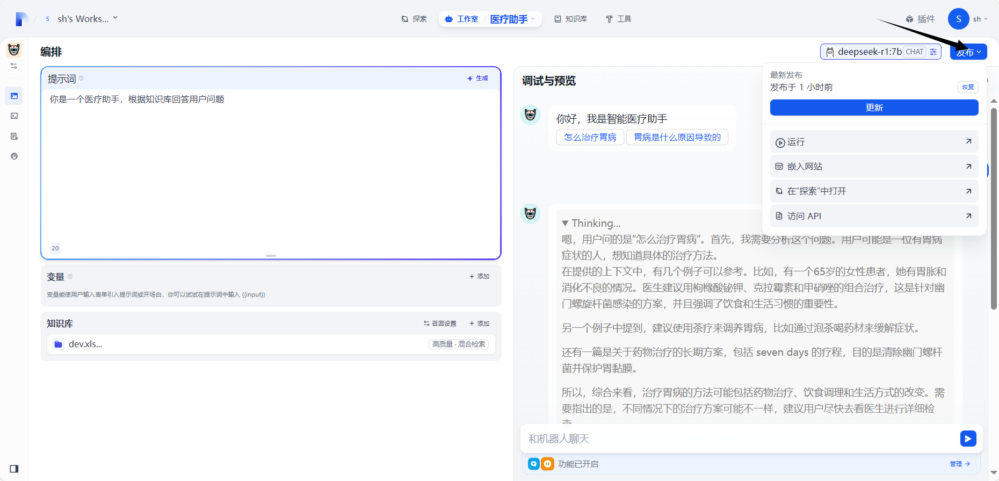 S sh's Works...
探索
工作室
医疗助手
知识库
工具
插件
S sh
编排
deepseek-r1:7b CHAT
发布
提示词
生成
你是一个医疗助手，根据知识库回答用户问题
20
变量
+ 添加
变量能使用户输入表单引入提示词或开场白，你可以试试在提示词中输入 {{input}}
知识库
召回设置
+ 添加
dev.xls...
高质量 · 混合检索
调试与预览
你好，我是智能医疗助手
怎么治疗胃病
胃病是什么原因导致的
最新发布
发布于 1 小时前
恢复
更新
运行
嵌入网站
在“探索”中打开
访问 API
▼ Thinking...
嗯，用户问的是“怎么治疗胃病”。首先，我需要分析这个问题。用户可能是一位有胃病
症状的人，想知道具体的治疗方法。
在提供的上下文中，有几个例子可以参考。比如，有一个65岁的女性患者，她有胃胀和
消化不良的情况。医生建议用枸橼酸铋钾、克拉霉素和甲硝唑的组合治疗，这是针对幽
门螺旋杆菌感染的方案，并且强调了饮食和生活习惯的重要性。
另一个例子中提到，建议使用茶疗来调养胃病，比如通过泡茶喝药材来缓解症状。
还有一篇是关于药物治疗的长期方案，包括 seven days 的疗程，目的是清除幽门螺杆
菌并保护胃黏膜。
所以，综合来看，治疗胃病的方法可能包括药物治疗、饮食调理和生活方式的改变。需
要指出的是，不同情况下的治疗方案可能不一样，建议用户尽快去看医生进行详细检
查
和机器人聊天
功能已开启
管理 →